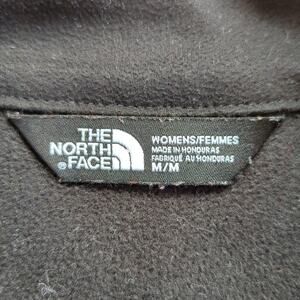 THE
NORTH
FACE
®
WOMENS/FEMMES
MADE IN HONDURAS
FABRIQUÉ AU HONDURAS
M/M